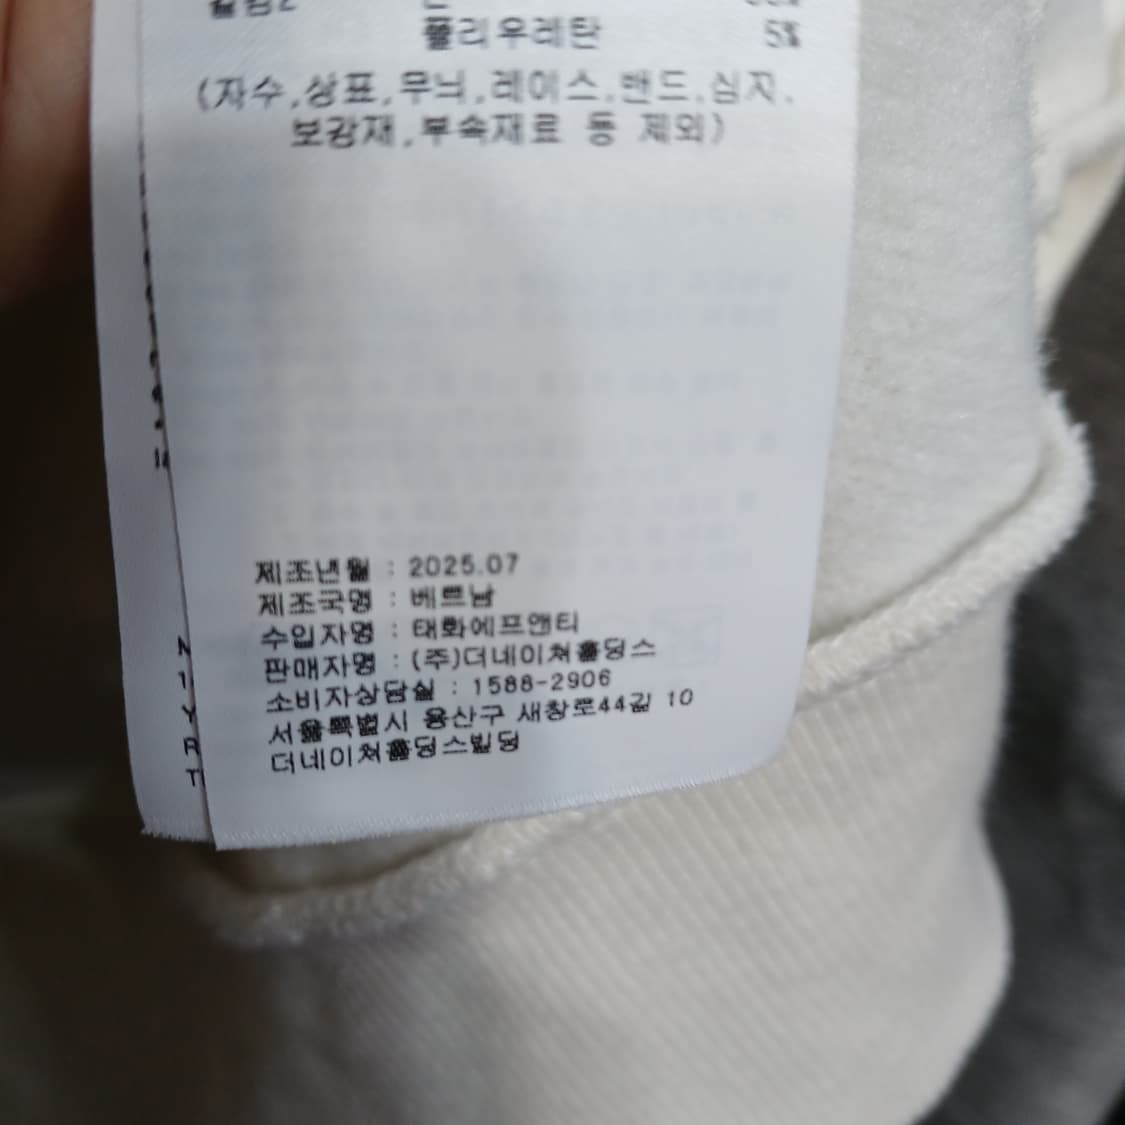 폴리우레탄 5%
(자수,상표,무늬,레이스,밴드,심지,
보강재,부속재료 등 제외)
제조년월 : 2025.07
제조국명 : 베트남
수입자명 : 태화에프앤티
판매자명 : (주)더네이쳐홀딩스
소비자상담실 : 1588-2906
서울특별시 용산구 새창로44길 10
더네이쳐홀딩스빌딩
N
1
Y
R
T